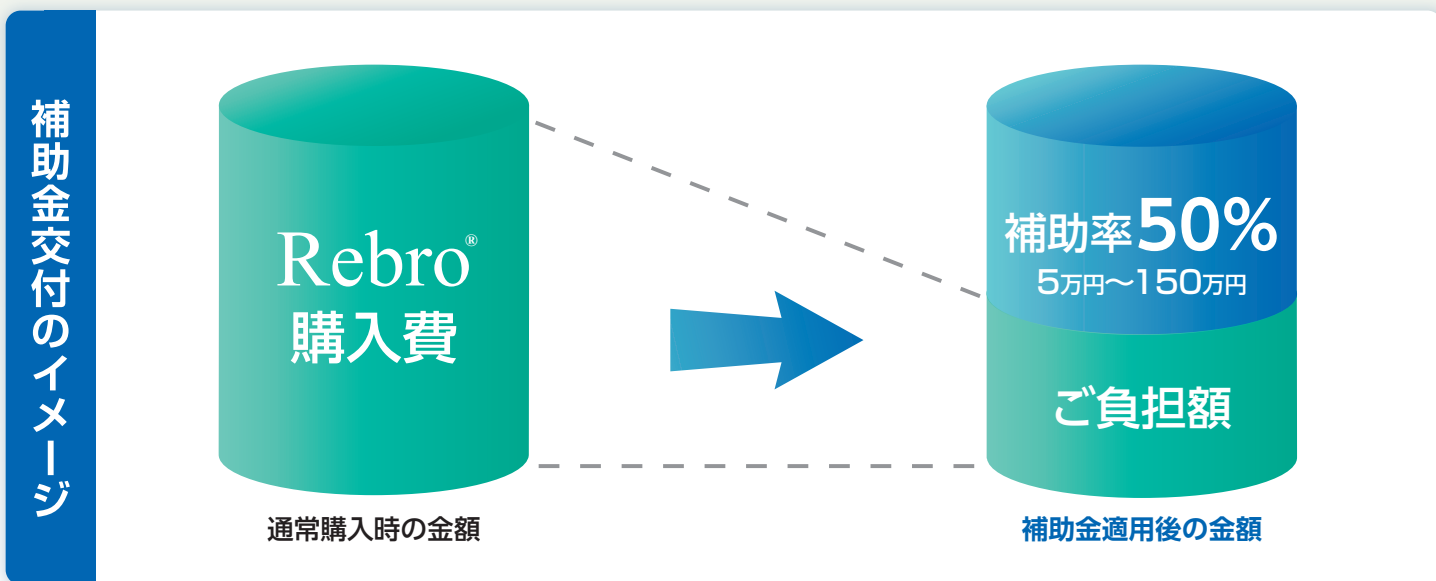 補助金交付のイメージ
Rebro®
購入費
通常購入時の金額
補助率50%
5万円〜150万円
ご負担額
補助金適用後の金額